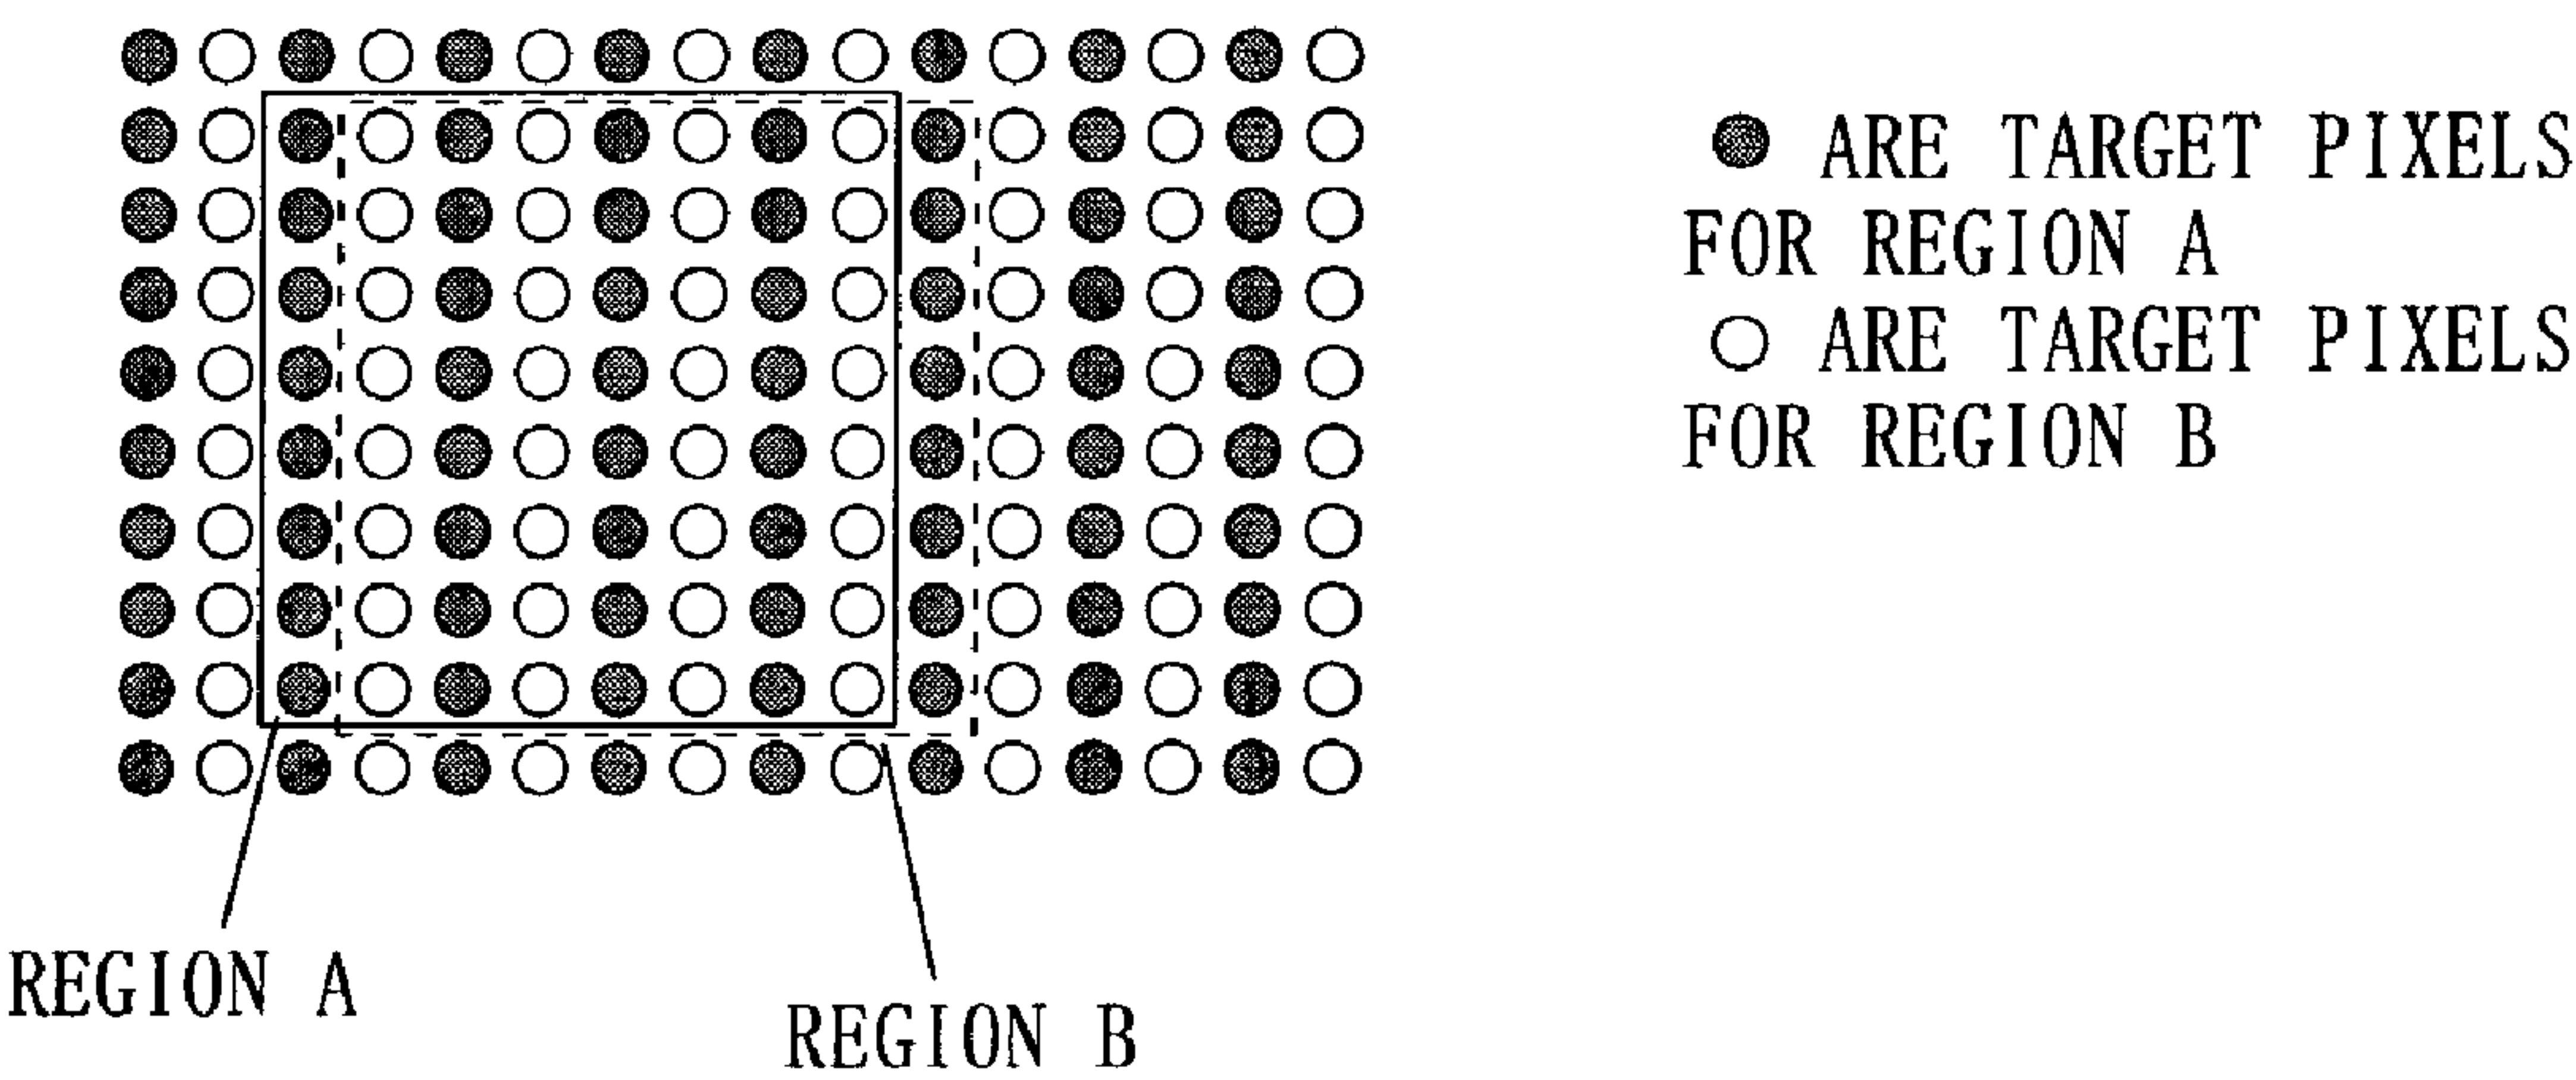 ARE TARGET PIXELS
FOR REGION A
ARE TARGET PIXELS
FOR REGION B
REGION A
REGION B